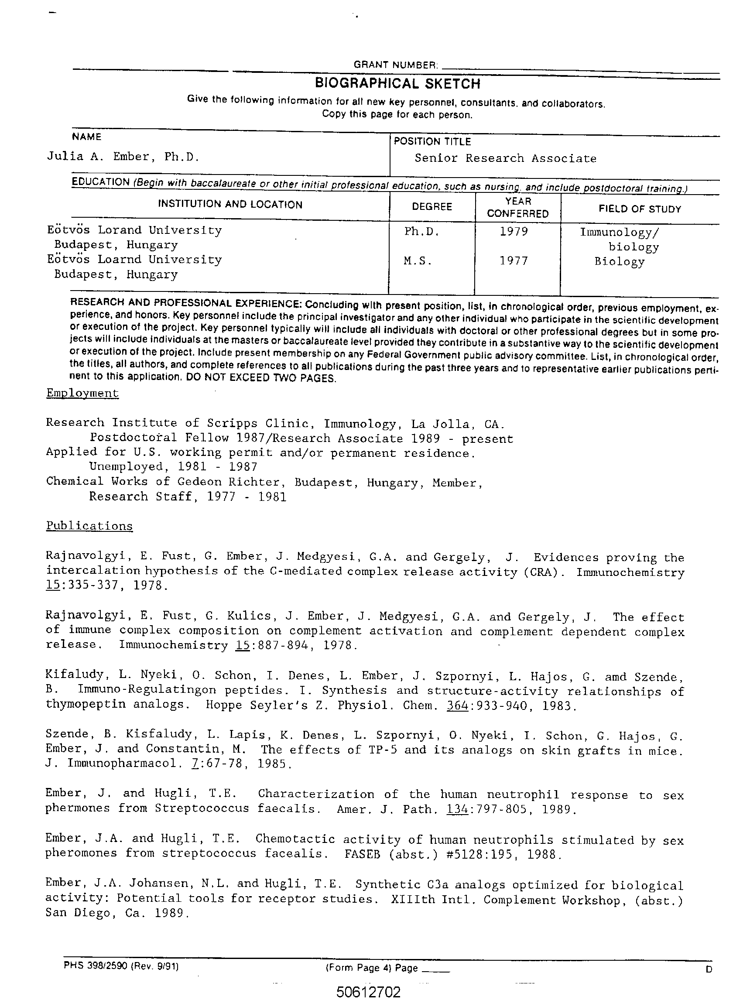 GRANT NUMBER:
BIOGRAPHICAL SKETCH
Give the following information for all new key personnel, consultants, and collaborators.
Copy this page for each person.
NAME
Julia A. Ember, Ph.D.
POSITION TITLE
Senior Research Associate
EDUCATION (Begin with baccalaureate or other initial professional education, such as nursing, and include postdoctoral training.)
INSTITUTION AND LOCATION DEGREE YEAR CONFERRED FIELD OF STUDY
Eötvös Lorand University Ph.D. 1979 Immunology/
Budapest, Hungary biology
Eötvös Loarnd University M.S. 1977 Biology
Budapest, Hungary
RESEARCH AND PROFESSIONAL EXPERIENCE: Concluding with present position, list, in chronological order, previous employment, ex-
perience, and honors. Key personnel include the principal investigator and any other individual who participate in the scientific development
or execution of the project. Key personnel typically will include all individuals with doctoral or other professional degrees but in some pro-
jects will include individuals at the masters or baccalaureate level provided they contribute in a substantive way to the scientific development
or execution of the project. Include present membership on any Federal Government public advisory committee. List, in chronological order,
the titles, all authors, and complete references to all publications during the past three years and to representative earlier publications perti-
nent to this application. DO NOT EXCEED TWO PAGES.
Employment
Research Institute of Scripps Clinic, Immunology, La Jolla, CA.
Postdoctoral Fellow 1987/Research Associate 1989 - present
Applied for U.S. working permit and/or permanent residence.
Unemployed, 1981 - 1987
Chemical Works of Gedeon Richter, Budapest, Hungary, Member,
Research Staff, 1977 - 1981
Publications
Rajnavolgyi, E. Fust, G. Ember, J. Medgyesi, G.A. and Gergely, J. Evidences proving the
intercalation hypothesis of the C-mediated complex release activity (CRA). Immunochemistry
15:335-337, 1978.
Rajnavolgyi, E. Fust, G. Kulics, J. Ember, J. Medgyesi, G.A. and Gergely, J. The effect
of immune complex composition on complement activation and complement dependent complex
release. Immunochemistry 15:887-894, 1978.
Kifaludy, L. Nyeki, O. Schon, I. Denes, L. Ember, J. Szpornyi, L. Hajos, G. amd Szende,
B. Immuno-Regulatingon peptides. I. Synthesis and structure-activity relationships of
thymopeptin analogs. Hoppe Seyler's Z. Physiol. Chem. 364:933-940, 1983.
Szende, B. Kisfaludy, L. Lapis, K. Denes, L. Szpornyi, O. Nyeki, I. Schon, G. Hajos, G.
Ember, J. and Constantin, M. The effects of TP-5 and its analogs on skin grafts in mice.
J. Immunopharmacol. 7:67-78, 1985.
Ember, J. and Hugli, T.E. Characterization of the human neutrophil response to sex
phermones from Streptococcus faecalis. Amer. J. Path. 134:797-805, 1989.
Ember, J.A. and Hugli, T.E. Chemotactic activity of human neutrophils stimulated by sex
pheromones from streptococcus facealis. FASEB (abst.) #5128:195, 1988.
Ember, J.A. Johansen, N.L. and Hugli, T.E. Synthetic C3a analogs optimized for biological
activity: Potential tools for receptor studies. XIIIth Intl. Complement Workshop, (abst.)
San Diego, Ca. 1989.
PHS 398/2590 (Rev. 9/91) (Form Page 4) Page D
50612702